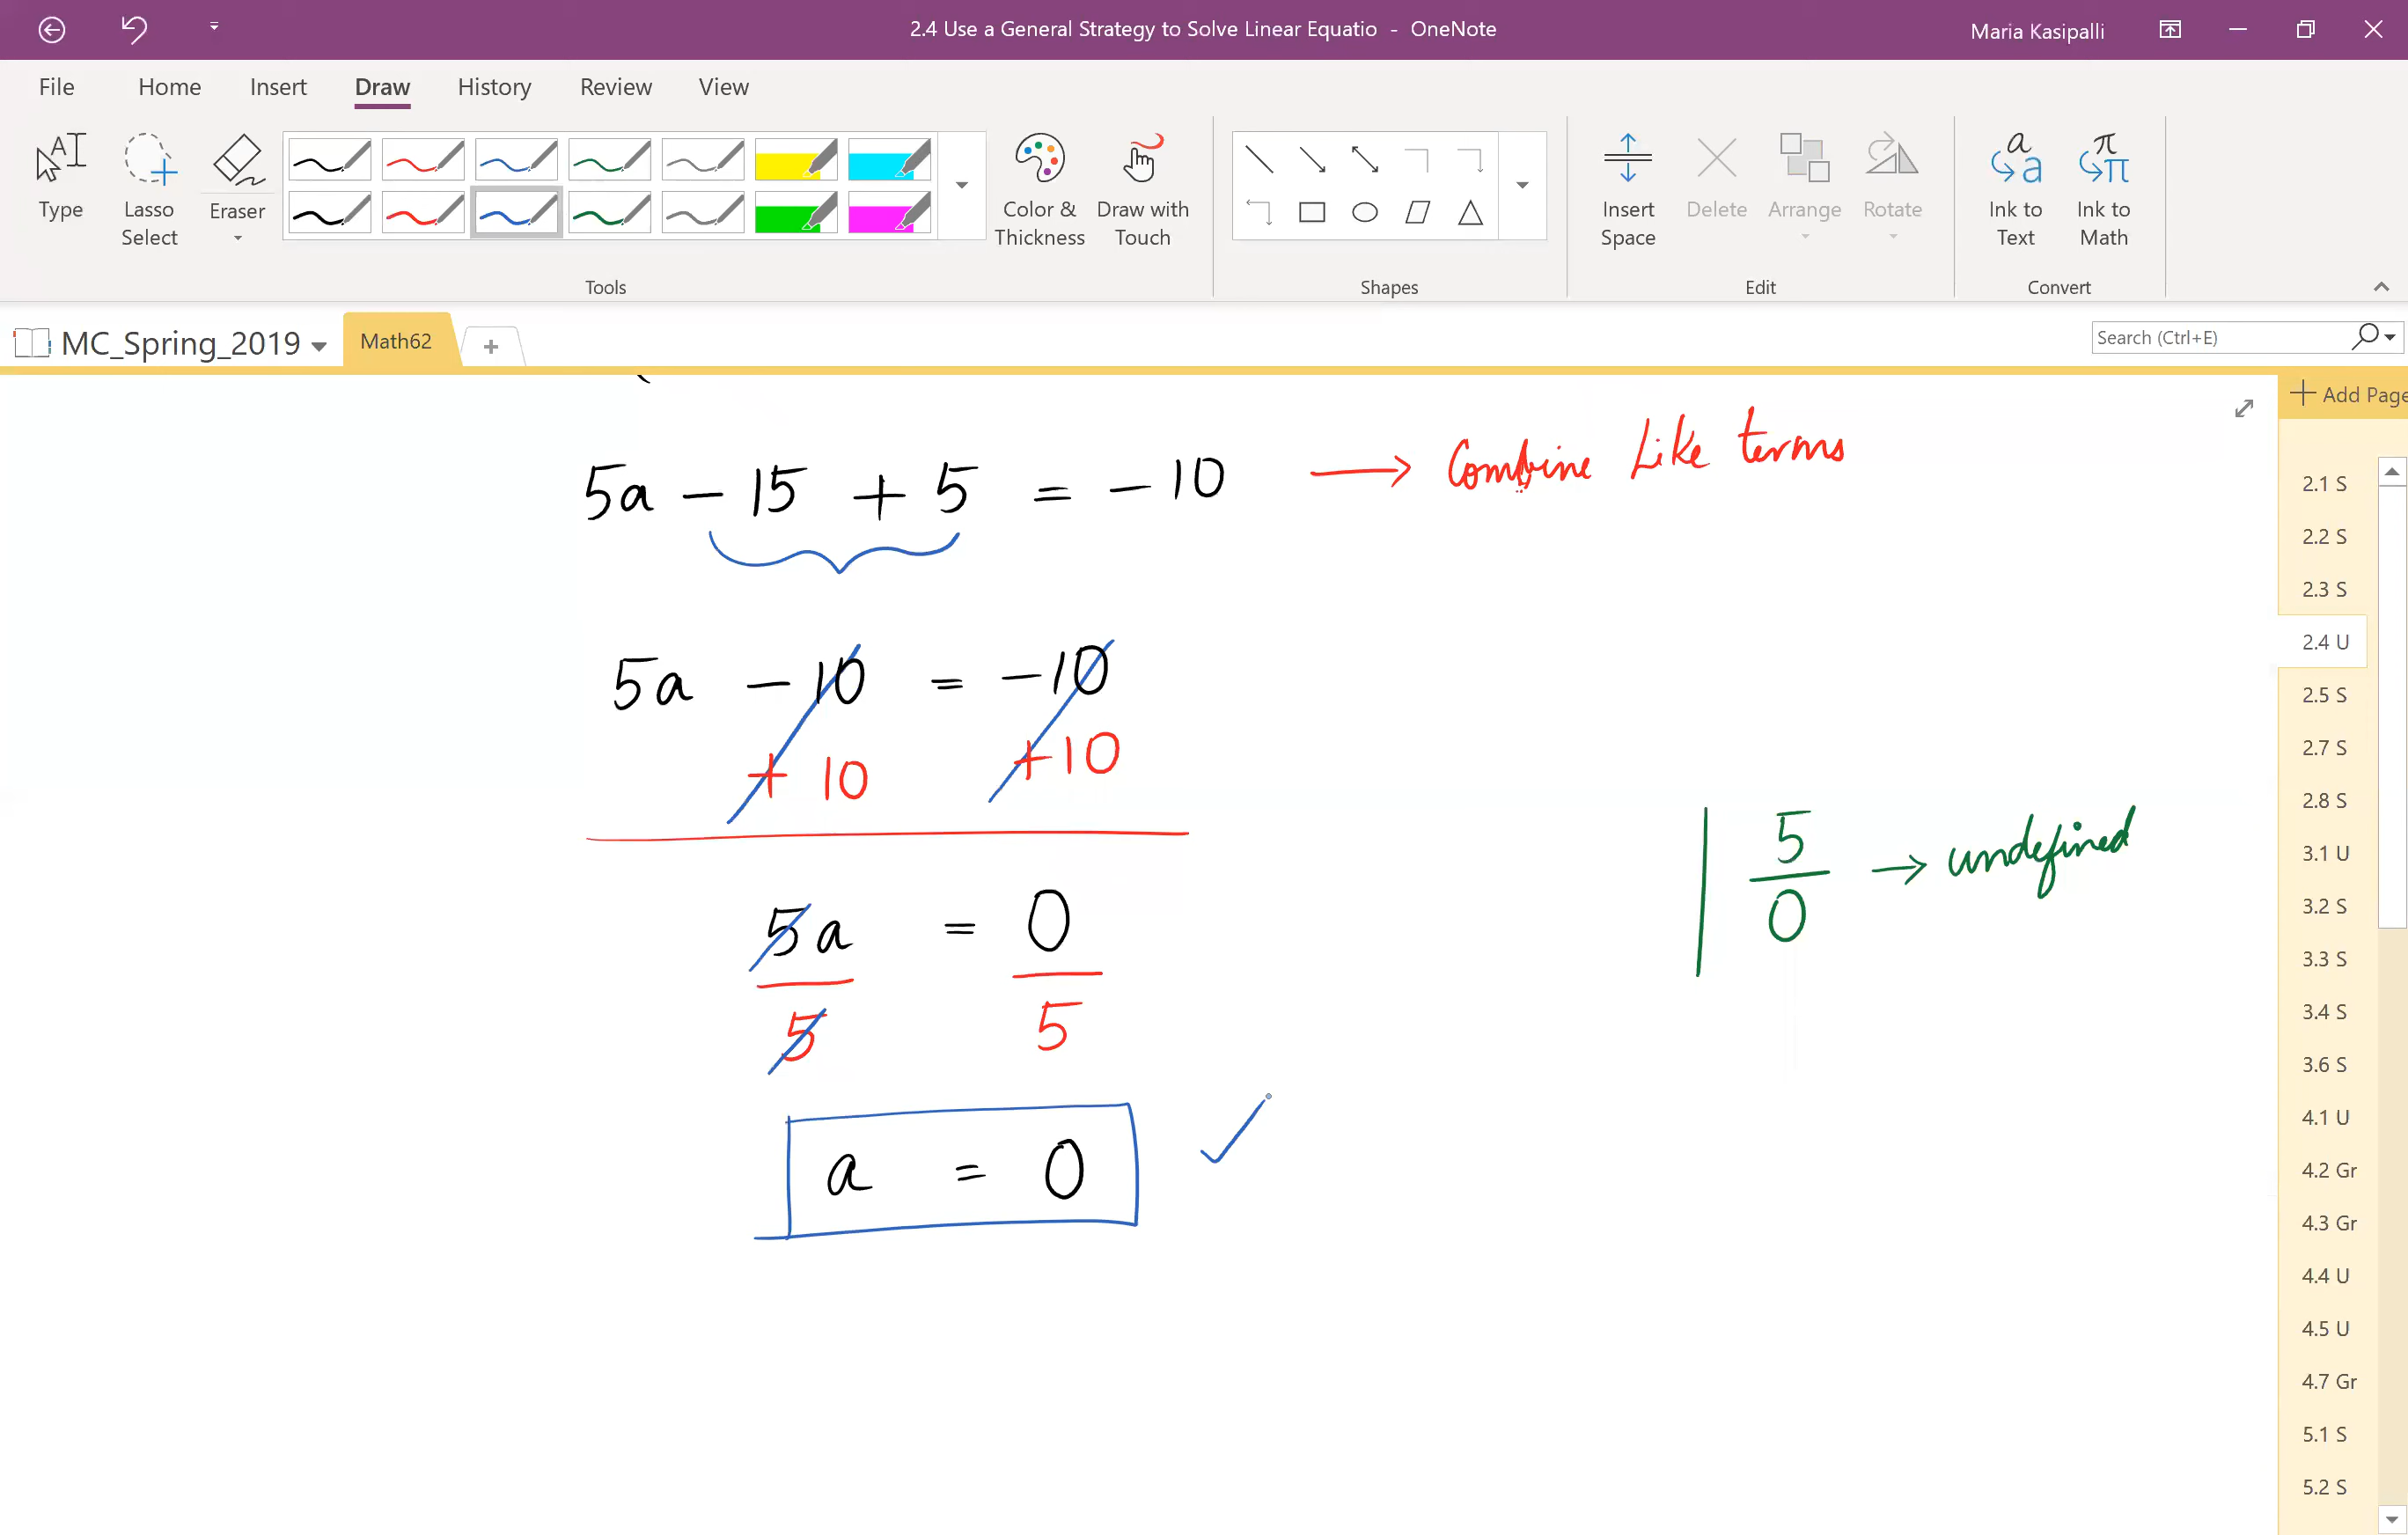 2.4 Use a General Strategy to Solve Linear Equatio - OneNote
Maria Kasipalli
File Home Insert Draw History Review View
Type
Lasso Select
Eraser
Color & Thickness
Draw with Touch
Insert Space
Delete
Arrange
Rotate
Ink to Text
Ink to Math
Tools Shapes Edit Convert
MC_Spring_2019 Math62
Search (Ctrl+E)
Add Page
5a - 15 + 5 = -10 → Combine Like terms
5a - 10 = -10
+ 10 +10
5a = 0
5 5
a = 0 ✓
5
0 → undefined
2.1 S
2.2 S
2.3 S
2.4 U
2.5 S
2.7 S
2.8 S
3.1 U
3.2 S
3.3 S
3.4 S
3.6 S
4.1 U
4.2 Gr
4.3 Gr
4.4 U
4.5 U
4.7 Gr
5.1 S
5.2 S